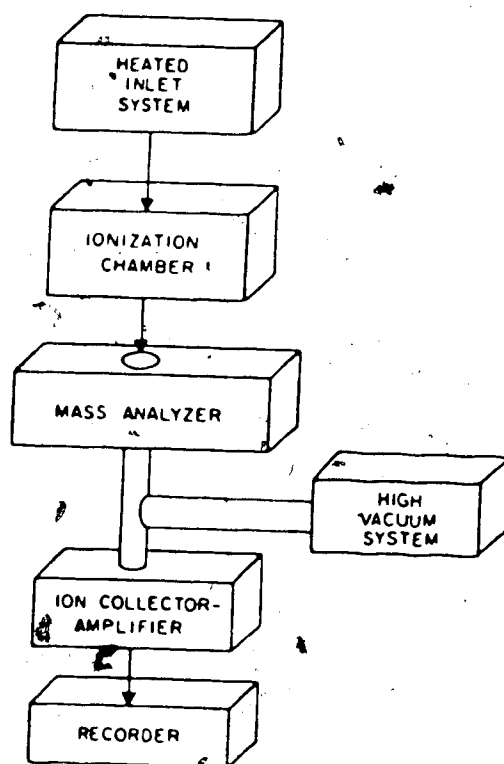 HEATED
INLET
SYSTEM
IONIZATION
CHAMBER
MASS ANALYZER
HIGH
VACUUM
SYSTEM
ION COLLECTOR-
AMPLIFIER
RECORDER